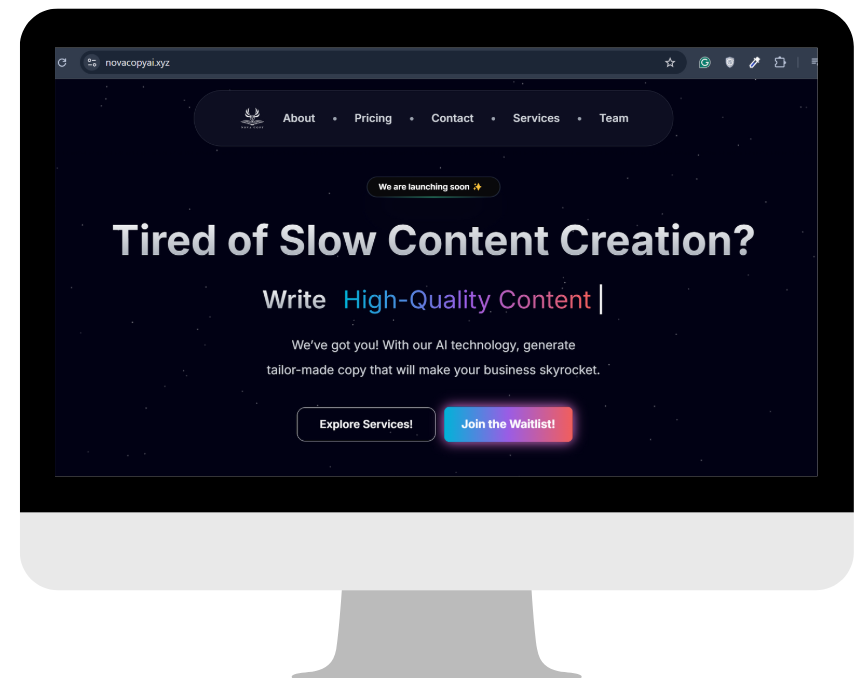 novacopyai.xyz
About • Pricing • Contact • Services • Team
We are launching soon ✨
Tired of Slow Content Creation?
Write High-Quality Content |
We've got you! With our AI technology, generate
tailor-made copy that will make your business skyrocket.
Explore Services! Join the Waitlist!